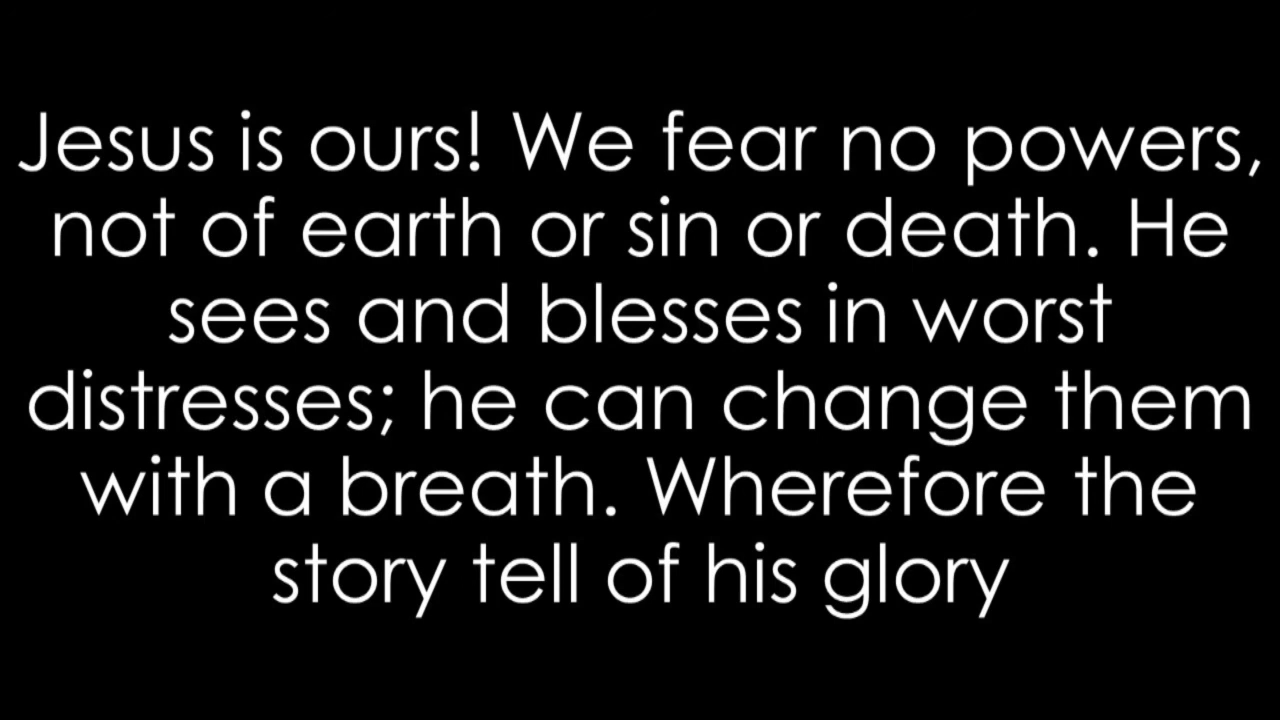 Jesus is ours! We fear no powers,
not of earth or sin or death. He
sees and blesses in worst
distresses; he can change them
with a breath. Wherefore the
story tell of his glory